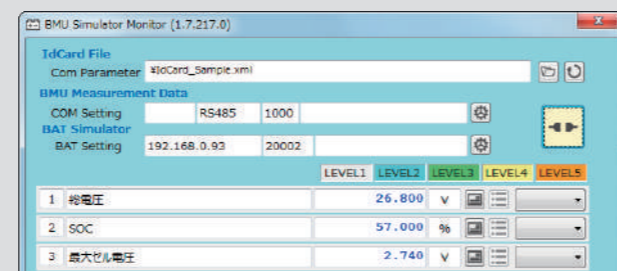 BMU Simulator Monitor (1.7.217.0)
IdCard File
Com Parameter ¥IdCard_Sample.xml
BMU Measurement Data
COM Setting RS485 1000
BAT Simulator
BAT Setting 192.168.0.93 20002
LEVEL1 LEVEL2 LEVEL3 LEVEL4 LEVEL5
1 総電圧 26.800 V
2 SOC 57.000 %
3 最大セル電圧 2.740 V